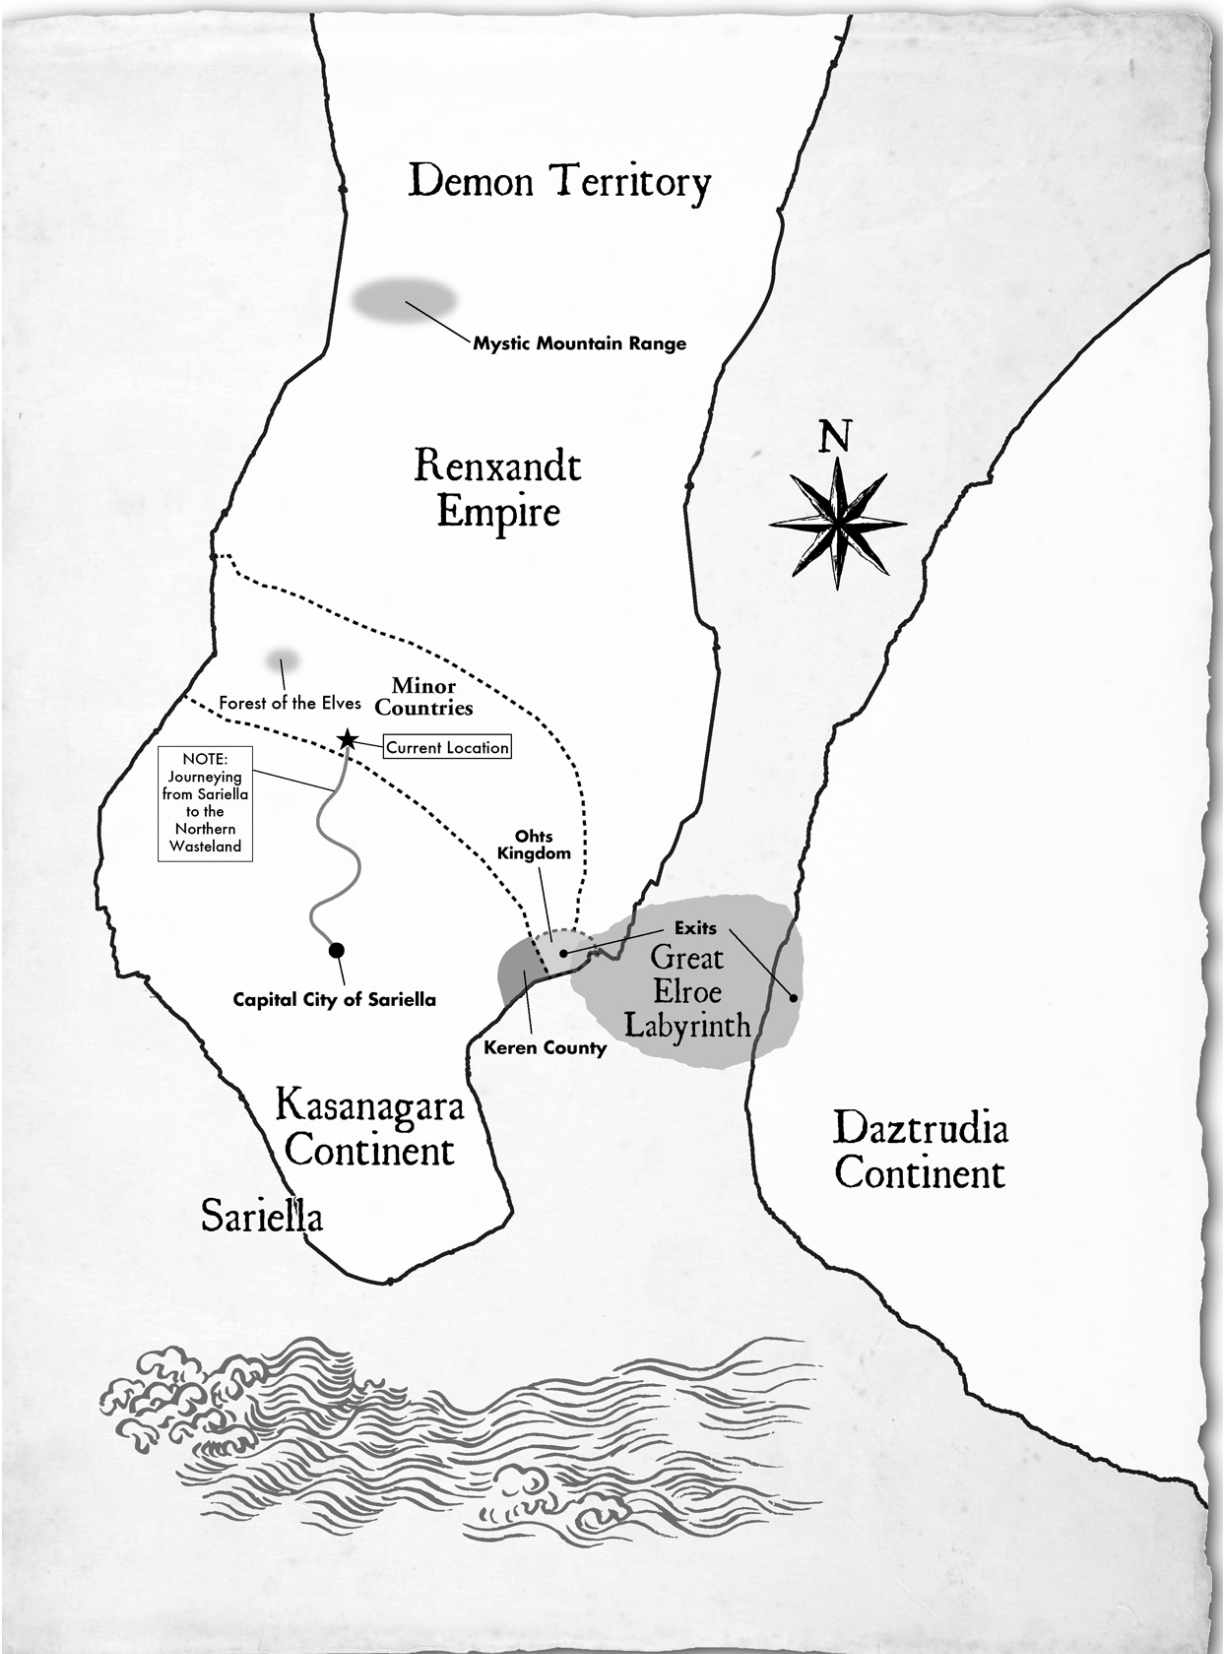 Demon Territory
Mystic Mountain Range
N
Renxandt
Empire
Forest of the Elves
Minor
Countries
Current Location
NOTE:
Journeying
from Sariella
to the
Northern
Wasteland
Ohts
Kingdom
Exits
Great
Elroe
Labyrinth
Capital City of Sariella
Keren County
Kasanagara
Continent
Daztrudia
Continent
Sariella